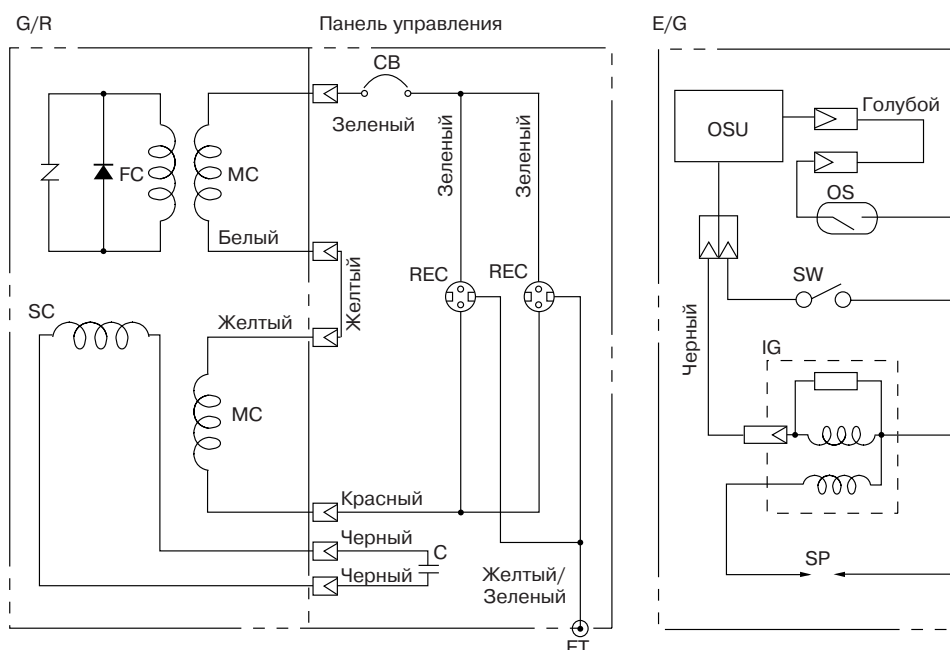 G/R
Панель управления
E/G
CB
Зеленый
Зеленый
Зеленый
FC
MC
Белый
Желтый
REC
REC
SC
Желтый
MC
Красный
Черный
C
Черный
Желтый/
Зеленый
ET
OSU
Голубой
OS
SW
Черный
IG
SP